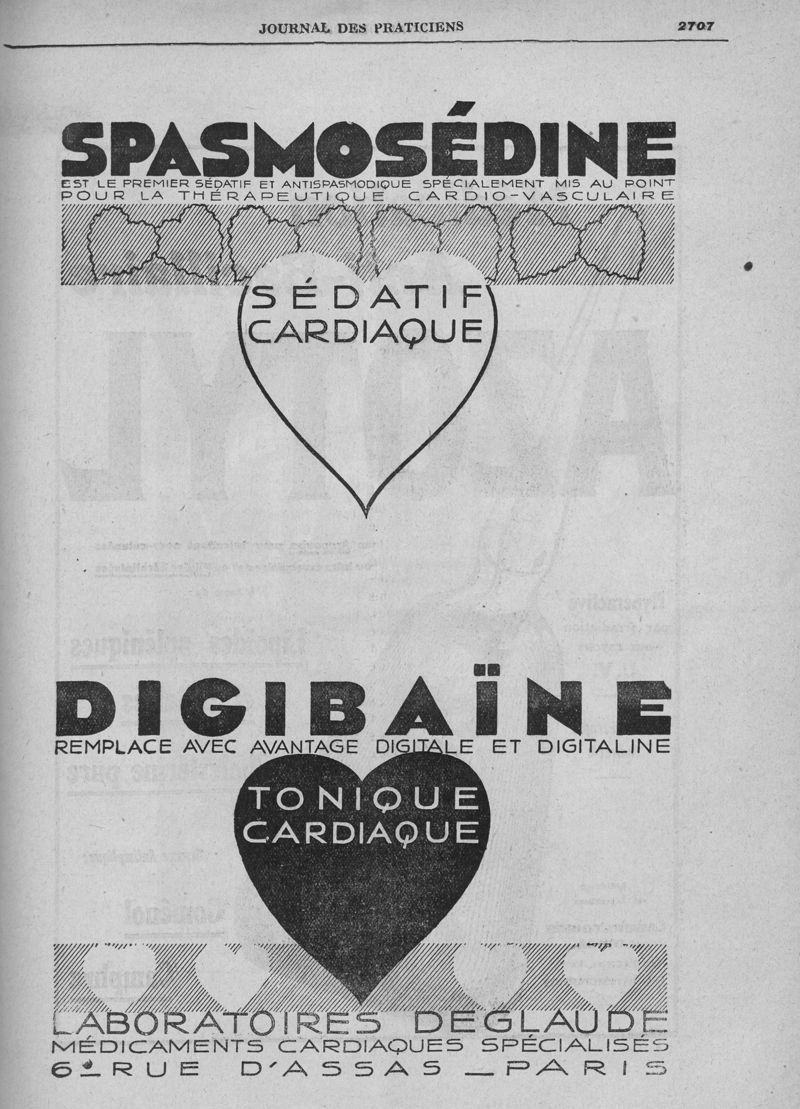 JOURNAL DES PRATICIENS
2707
SPASMOSÉDINE
EST LE PREMIER SÉDATIF ET ANTISPASMODIQUE SPÉCIALEMENT MIS AU POINT
POUR LA THÉRAPEUTIQUE CARDIO-VASCULAIRE
SÉDATIF
CARDIAQUE
DIGIBAÏNE
REMPLACE AVEC AVANTAGE DIGITALE ET DIGITALINE
TONIQUE
CARDIAQUE
LABORATOIRES DEGLAUDE
MÉDICAMENTS CARDIAQUES SPÉCIALISÉS
6 RUE D'ASSAS — PARIS